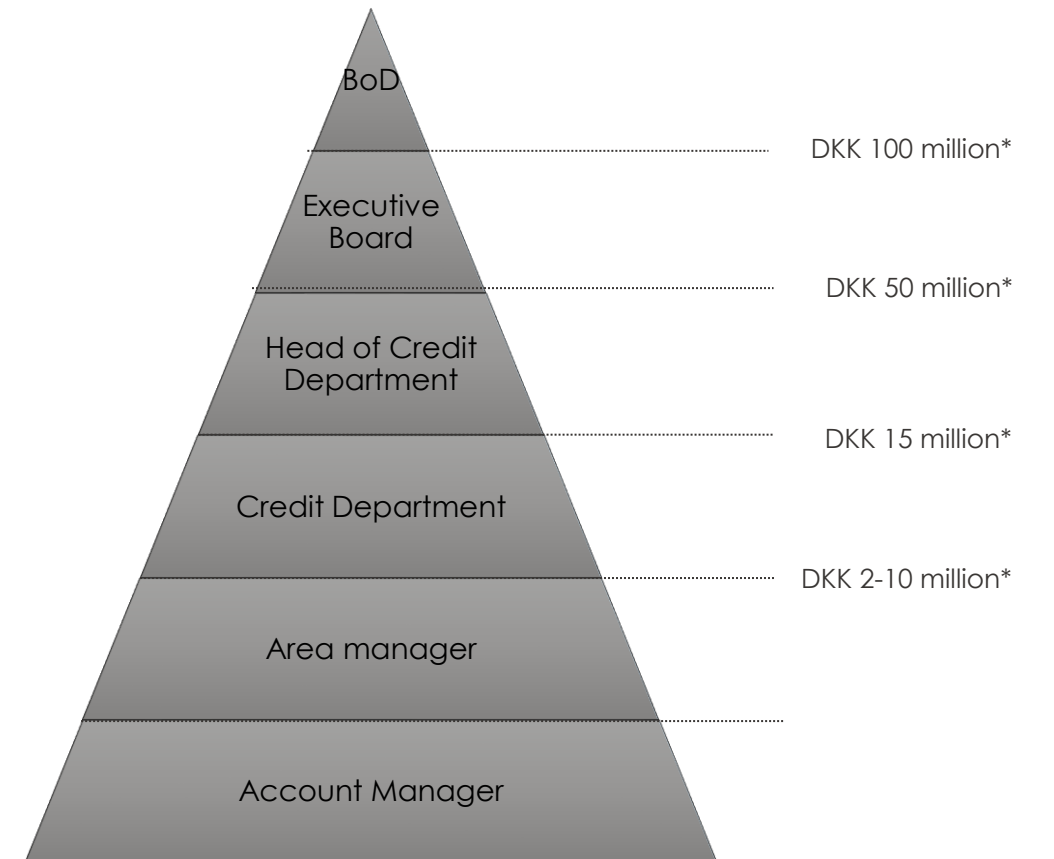 BoD
DKK 100 million*
Executive
Board
DKK 50 million*
Head of Credit
Department
DKK 15 million*
Credit Department
DKK 2-10 million*
Area manager
Account Manager